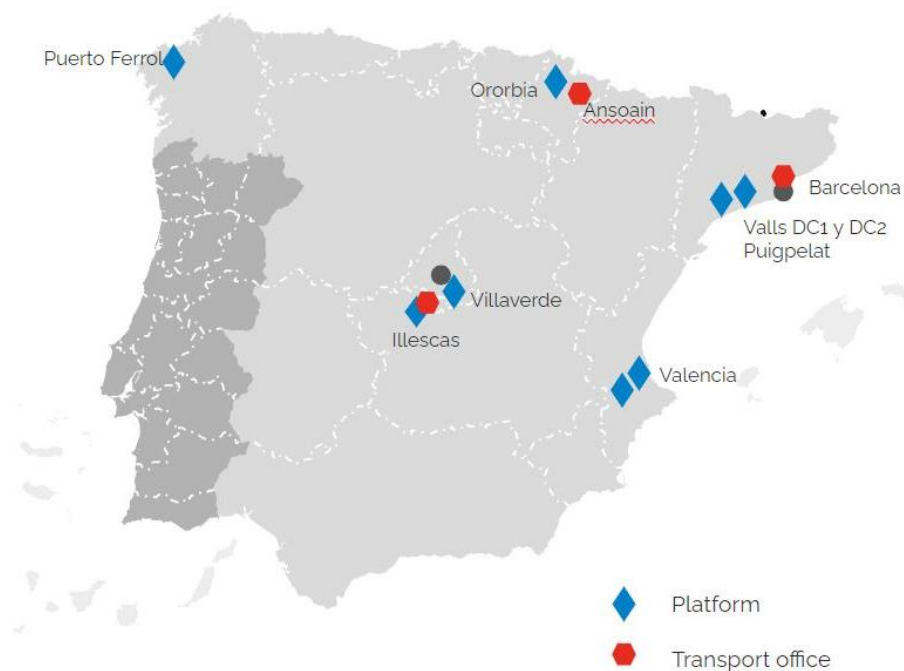 Puerto Ferrol
Ororbia
Ansoain
Barcelona
Valls DC1 y DC2
Puigpelat
Villaverde
Illescas
Valencia
Platform
Transport office